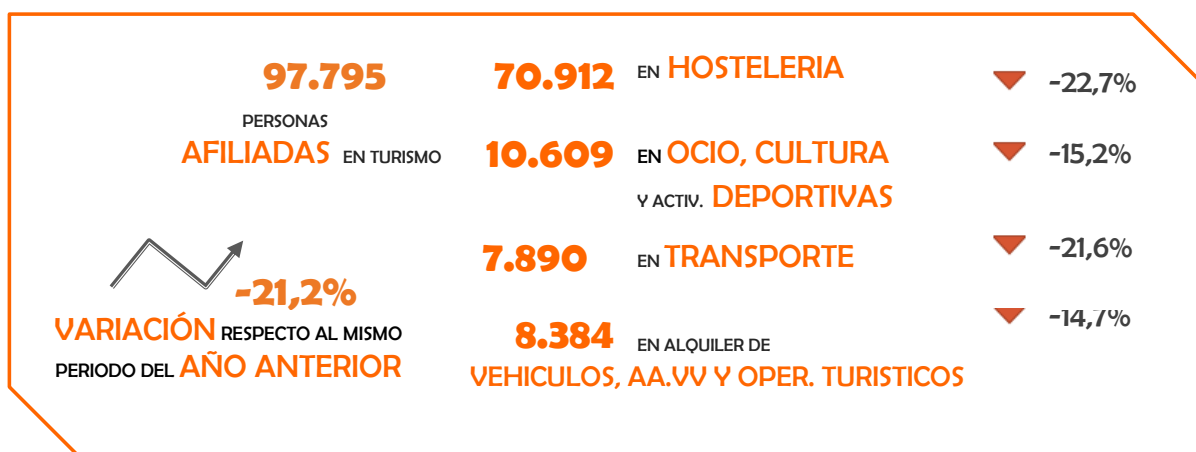 97.795
PERSONAS
AFILIADAS EN TURISMO
-21,2%
VARIACIÓN RESPECTO AL MISMO
PERIODO DEL AÑO ANTERIOR
70.912 EN HOSTELERIA -22,7%
10.609 EN OCIO, CULTURA -15,2%
Y ACTIV. DEPORTIVAS
7.890 EN TRANSPORTE -21,6%
8.384 EN ALQUILER DE -14,7%
VEHICULOS, AA.VV Y OPER. TURISTICOS